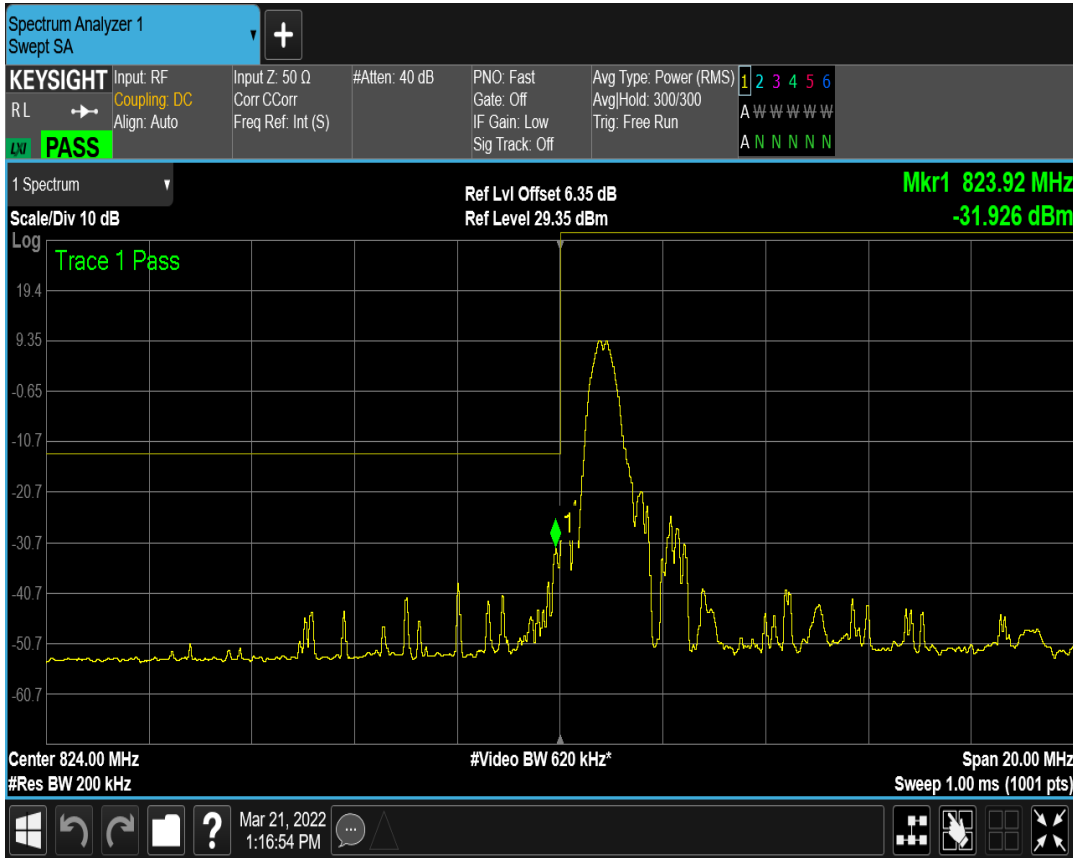 Spectrum Analyzer 1
Swept SA
+
KEYSIGHT
R L
LXI
PASS
Input: RF
Coupling: DC
Align: Auto
Input Z: 50 Ω
Corr CCorr
Freq Ref: Int (S)
#Atten: 40 dB
PNO: Fast
Gate: Off
IF Gain: Low
Sig Track: Off
Avg Type: Power (RMS)
Avg|Hold: 300/300
Trig: Free Run
1 2 3 4 5 6
A W W W W W
A N N N N N
1 Spectrum
Scale/Div 10 dB
Ref Lvl Offset 6.35 dB
Ref Level 29.35 dBm
Mkr1 823.92 MHz
-31.926 dBm
Log
Trace 1 Pass
19.4
9.35
-0.65
-10.7
-20.7
-30.7
-40.7
-50.7
-60.7
1
Center 824.00 MHz
#Res BW 200 kHz
#Video BW 620 kHz*
Span 20.00 MHz
Sweep 1.00 ms (1001 pts)
?
Mar 21, 2022
1:16:54 PM